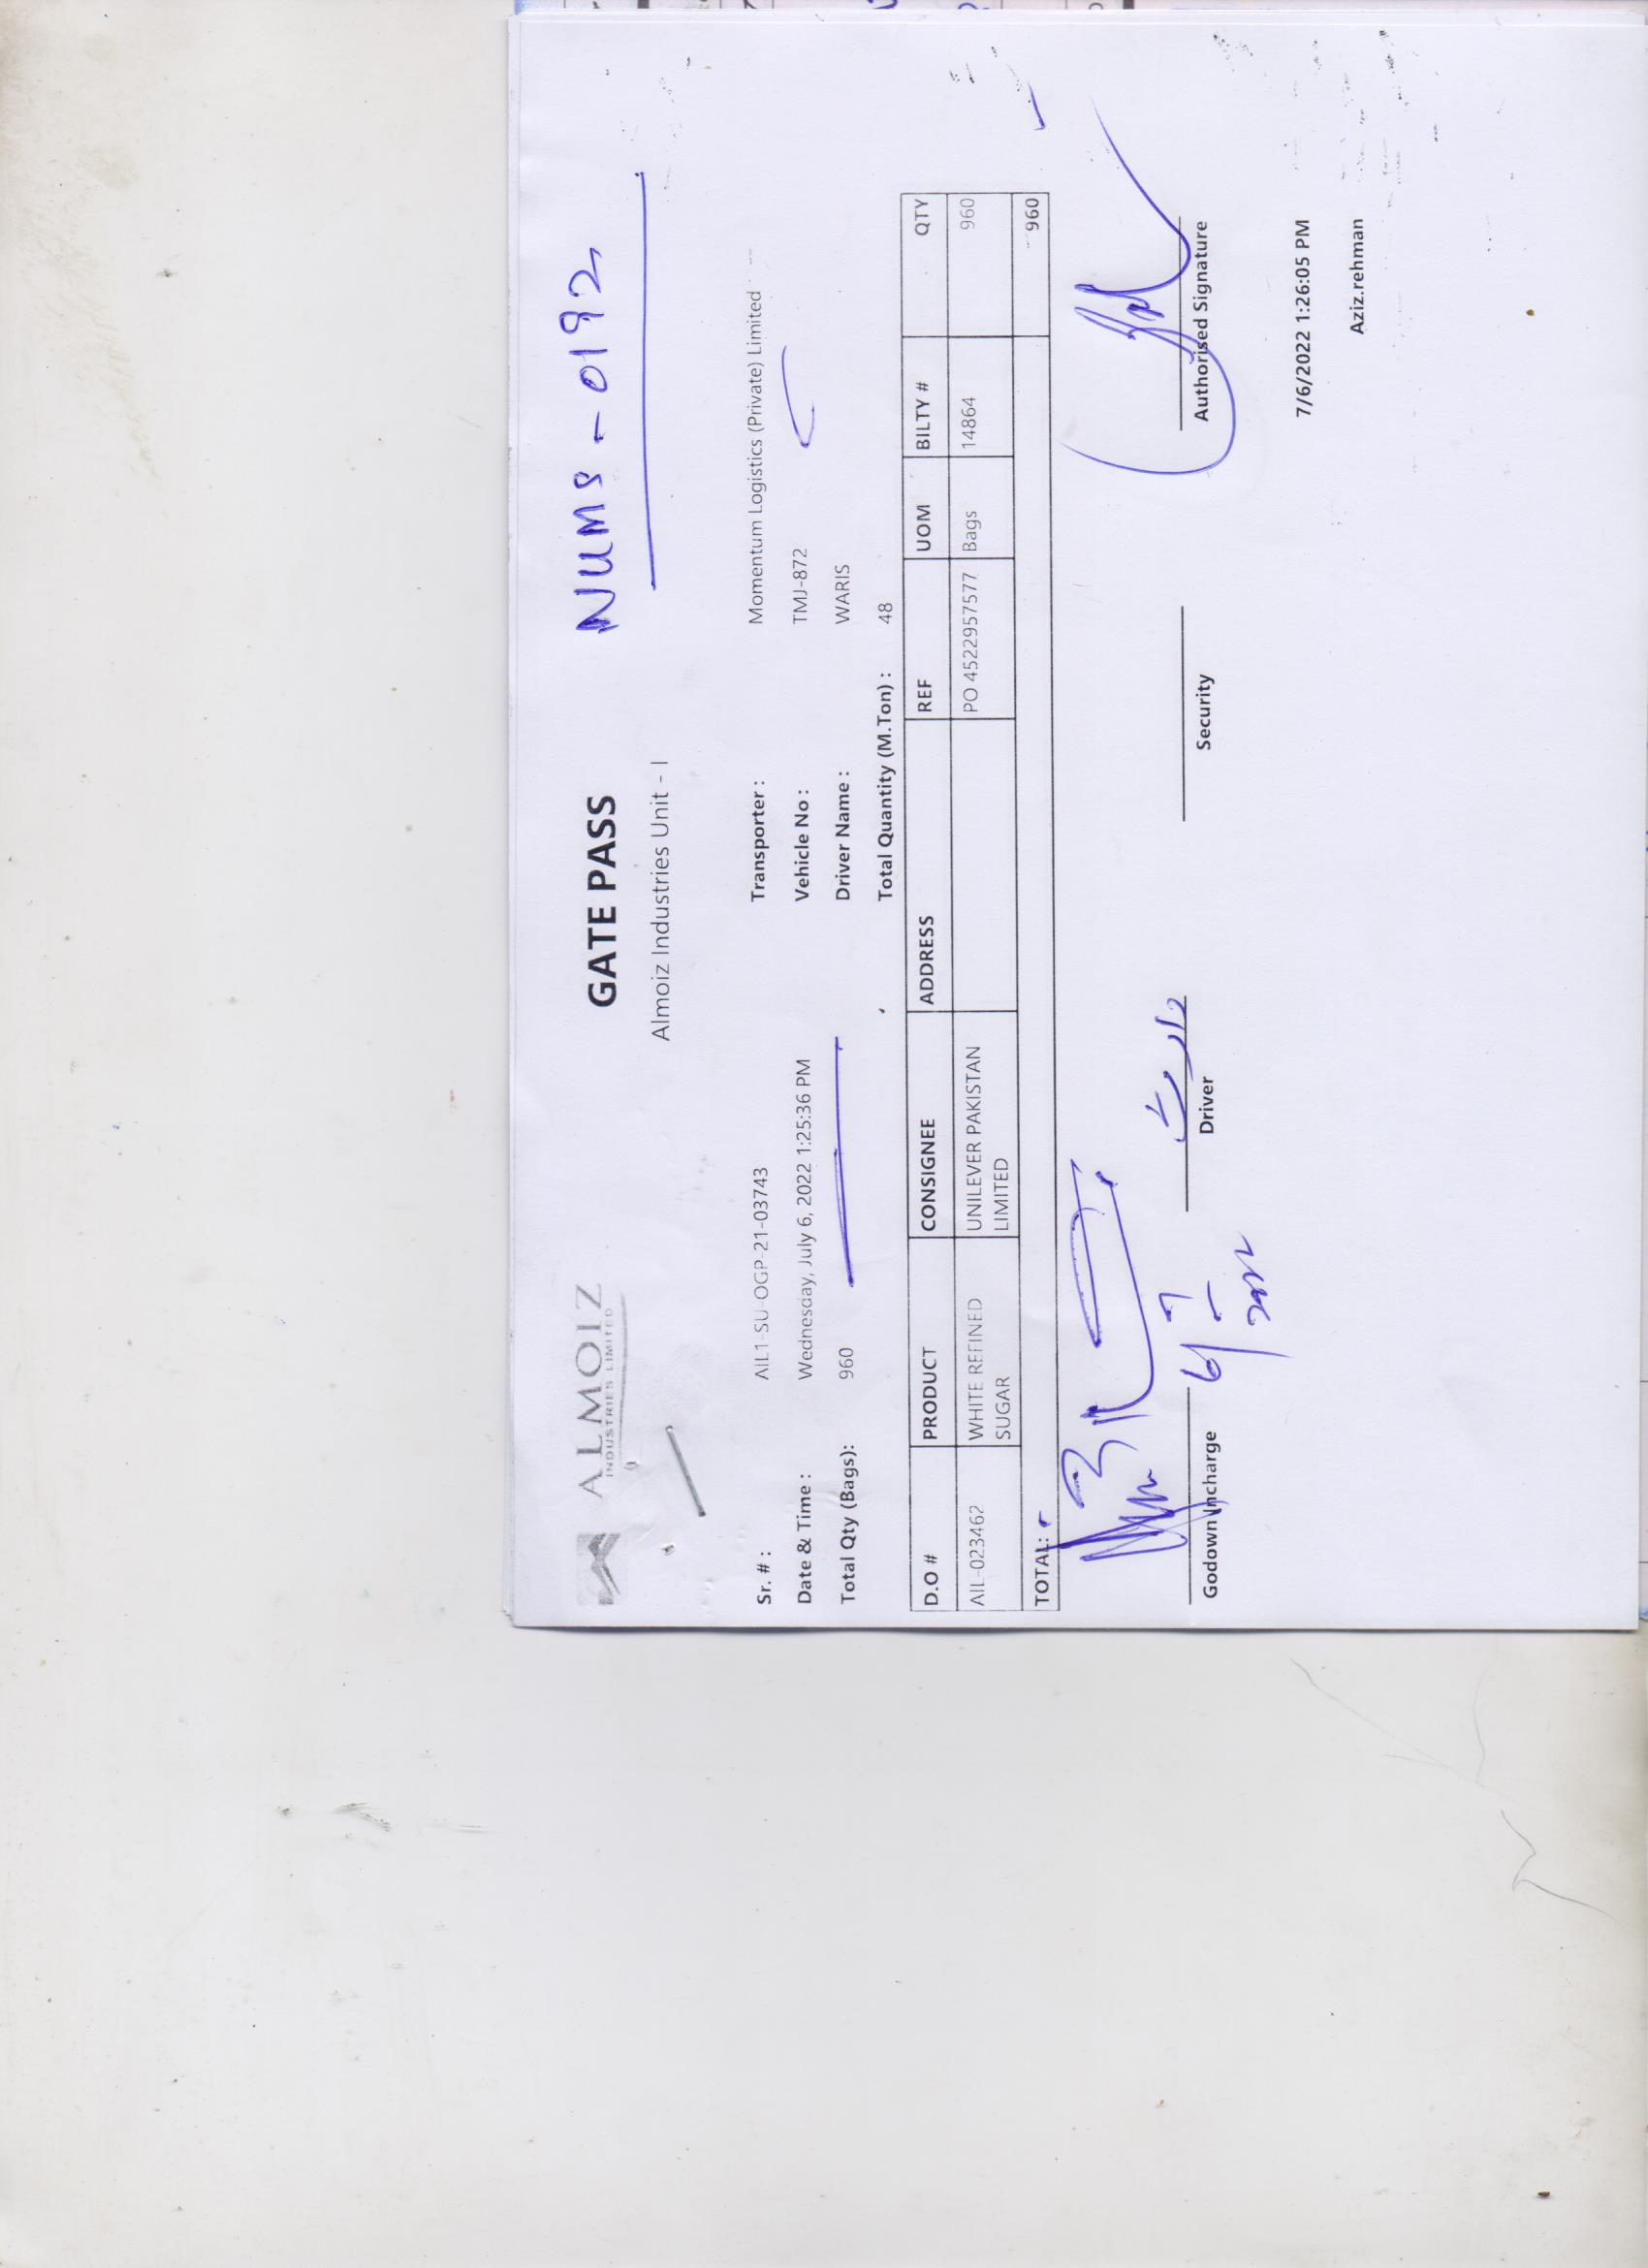 ALMOIZ
INDUSTRIES LIMITED
GATE PASS
NUMS-0192
Almoiz Industries Unit - I
Sr. # : AIL1-SU-OGP-21-03743 Transporter : Momentum Logistics (Private) Limited
Date & Time : Wednesday, July 6, 2022 1:25:36 PM Vehicle No : TMJ-872
Total Qty (Bags): 960 Driver Name : WARIS
Total Quantity (M.Ton) : 48
D.O # PRODUCT CONSIGNEE ADDRESS REF UOM BILTY # QTY
AIL-023462 WHITE REFINED UNILEVER PAKISTAN PO 4522957577 Bags 14864 960
SUGAR LIMITED
TOTAL: 960
وارث
6/7
2022
Godown Incharge Driver Security Authorised Signature
7/6/2022 1:26:05 PM
Aziz.rehman